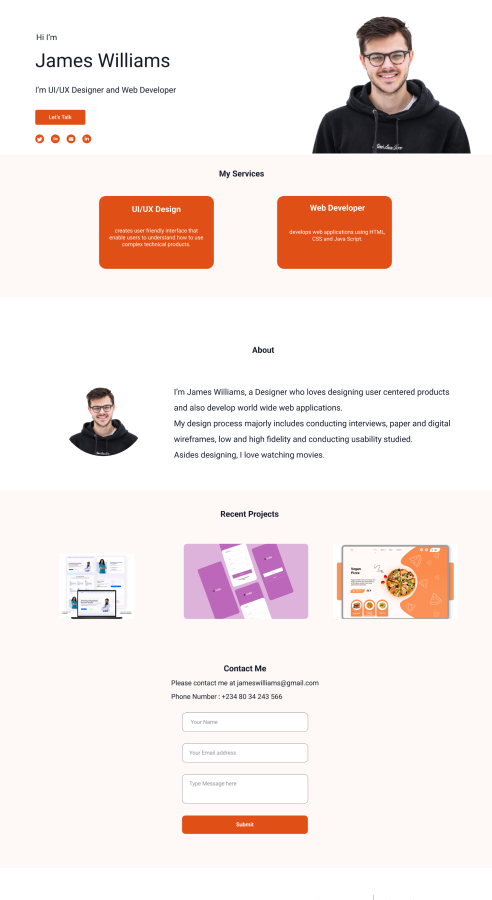 Hi I'm
James Williams
I'm UI/UX Designer and Web Developer
Let's Talk
My Services
UI/UX Design
creates user friendly interface that
enable users to understand how to use
complex technical products.
Web Developer
develops web applications using HTML,
CSS and Java Script.
About
I'm James Williams, a Designer who loves designing user centered products
and also develop world wide web applications.
My design process majorly includes conducting interviews, paper and digital
wireframes, low and high fidelity and conducting usability studied.
Asides designing, I love watching movies.
Recent Projects
Vegan
Pizza
Contact Me
Please contact me at jameswilliams@gmail.com
Phone Number : +234 80 34 243 566
Your Name
Your Email address
Type Message here
Submit